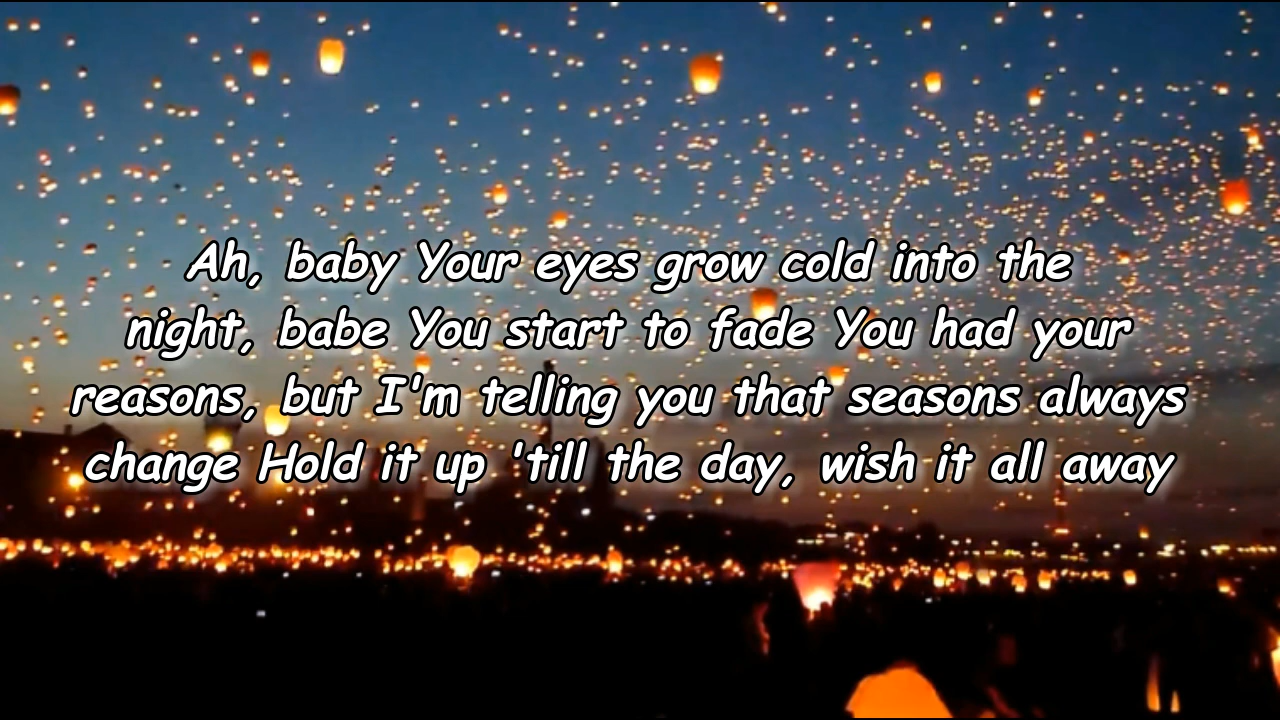 Ah, baby Your eyes grow cold into the
night, babe You start to fade You had your
reasons, but I'm telling you that seasons always
change Hold it up 'till the day, wish it all away